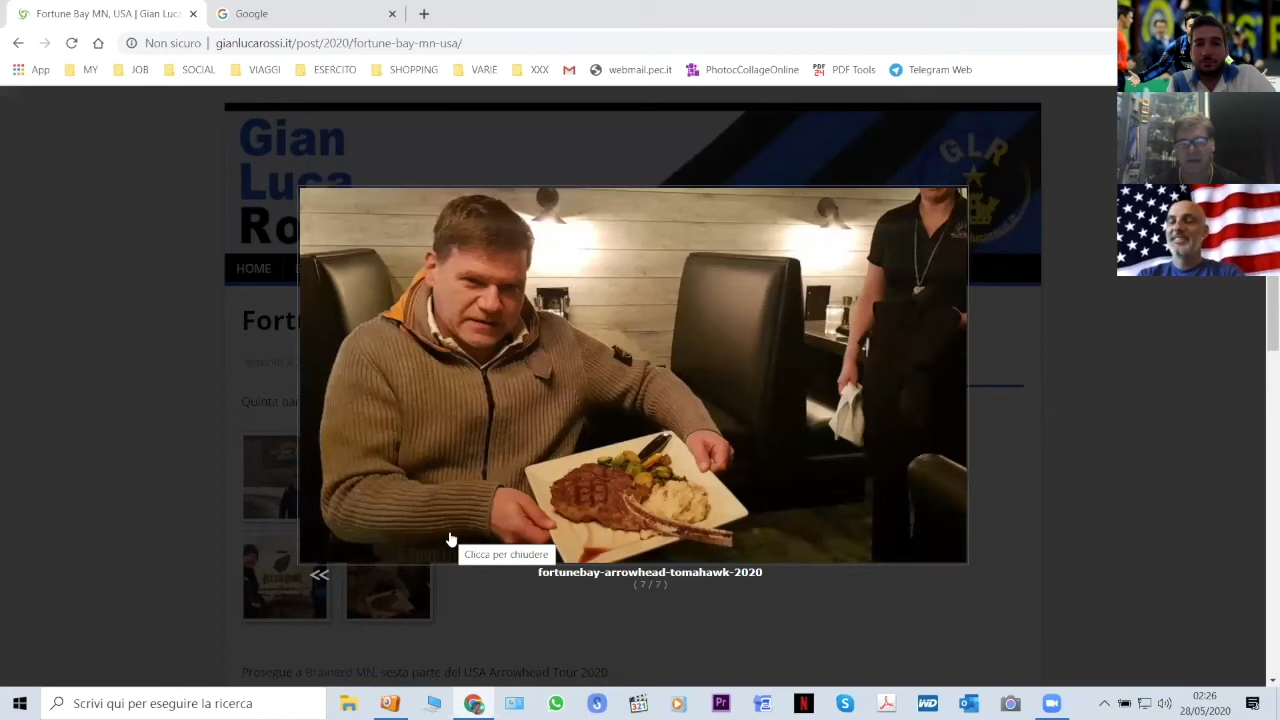 Fortune Bay MN, USA | Gian Luca
Google
Non sicuro
gianlucarossi.it/post/2020/fortune-bay-mn-usa/
App
MY
JOB
SOCIAL
VIAGGI
ESERCITO
SHOPPING
XXX
webmail.pec.it
PhotocCollageOnline
PDF Tools
Telegram Web
Gian
Luca
Ro
GLR
HOME
Fort
Quinta par
Clicca per chiudere
<<
fortunebay-arrowhead-tomahawk-2020
( 7 / 7 )
Prosegue a Brainerd MN, sesta parte del USA Arrowhead Tour 2020
Scrivi qui per eseguire la ricerca
02:26
28/05/2020